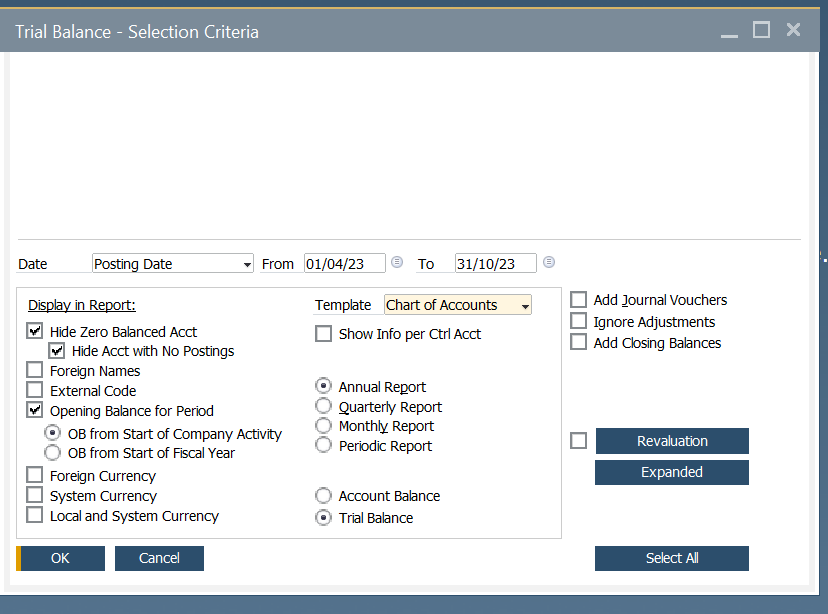 Trial Balance - Selection Criteria
Date Posting Date From 01/04/23 To 31/10/23
Display in Report: Template Chart of Accounts Add Journal Vouchers
Hide Zero Balanced Acct Show Info per Ctrl Acct Ignore Adjustments
Hide Acct with No Postings Add Closing Balances
Foreign Names
External Code Annual Report
Opening Balance for Period Quarterly Report
OB from Start of Company Activity Monthly Report Revaluation
OB from Start of Fiscal Year Periodic Report
Foreign Currency Expanded
System Currency Account Balance
Local and System Currency Trial Balance
OK Cancel Select All